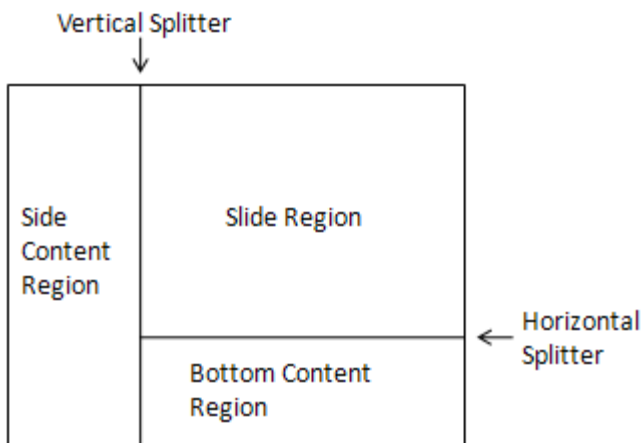 Vertical Splitter
Side
Content
Region
Slide Region
Horizontal
Splitter
Bottom Content
Region